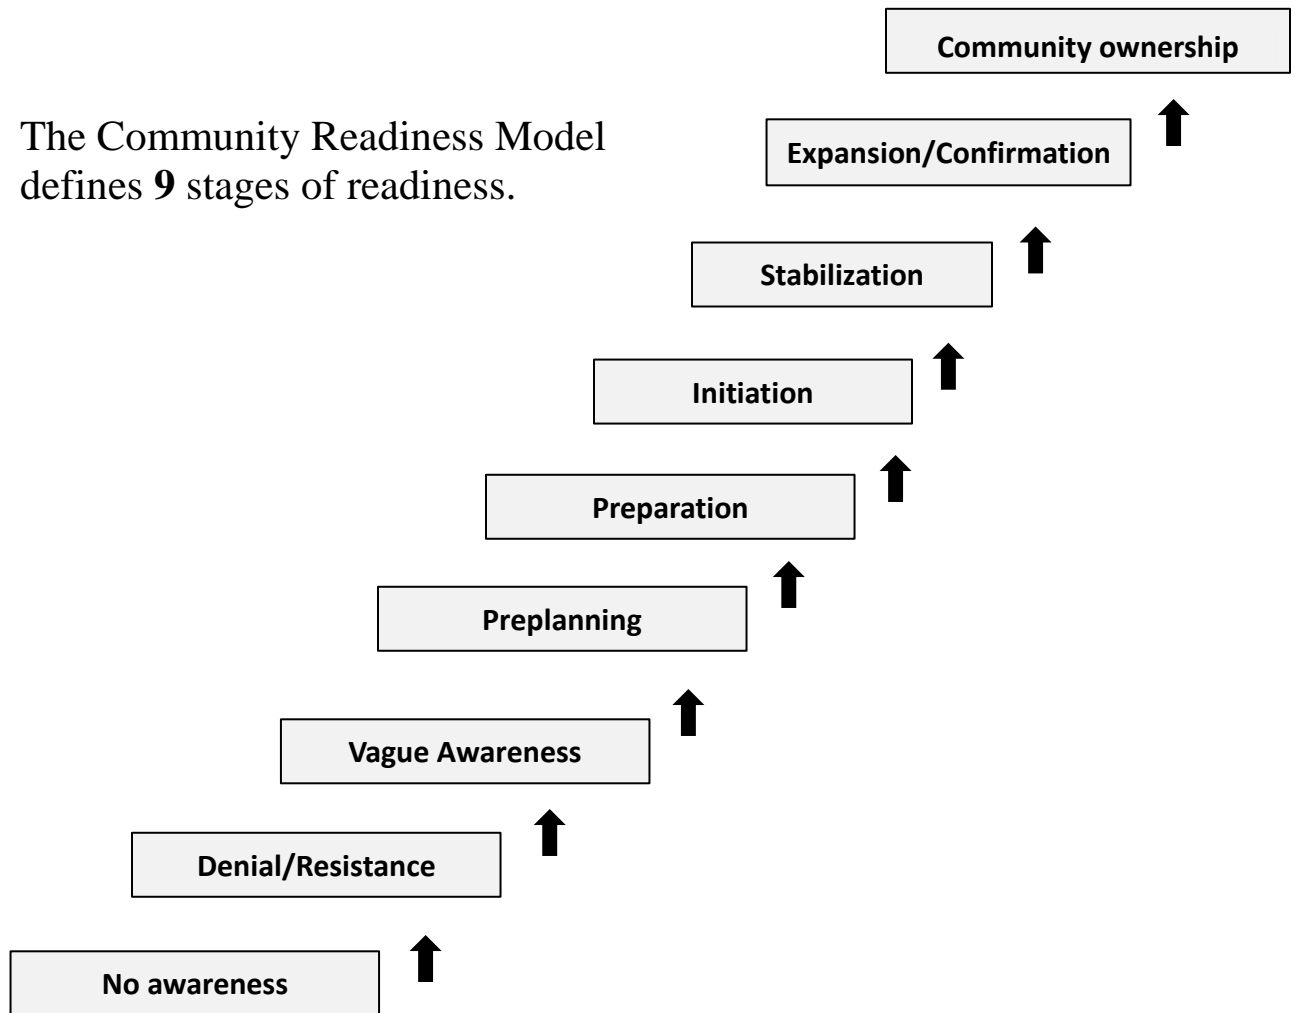 Community ownership
The Community Readiness Model
defines 9 stages of readiness.
Expansion/Confirmation
Stabilization
Initiation
Preparation
Preplanning
Vague Awareness
Denial/Resistance
No awareness